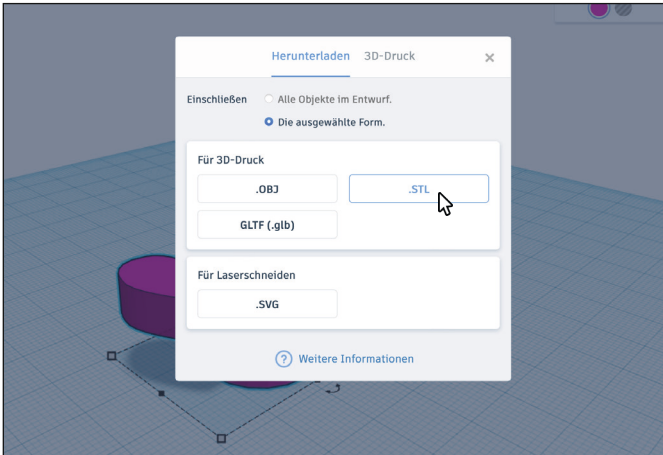 Herunterladen 3D-Druck
Einschließen Alle Objekte im Entwurf.
Die ausgewählte Form.
Für 3D-Druck
.OBJ .STL
GLTF (.glb)
Für Laserschneiden
.SVG
? Weitere Informationen